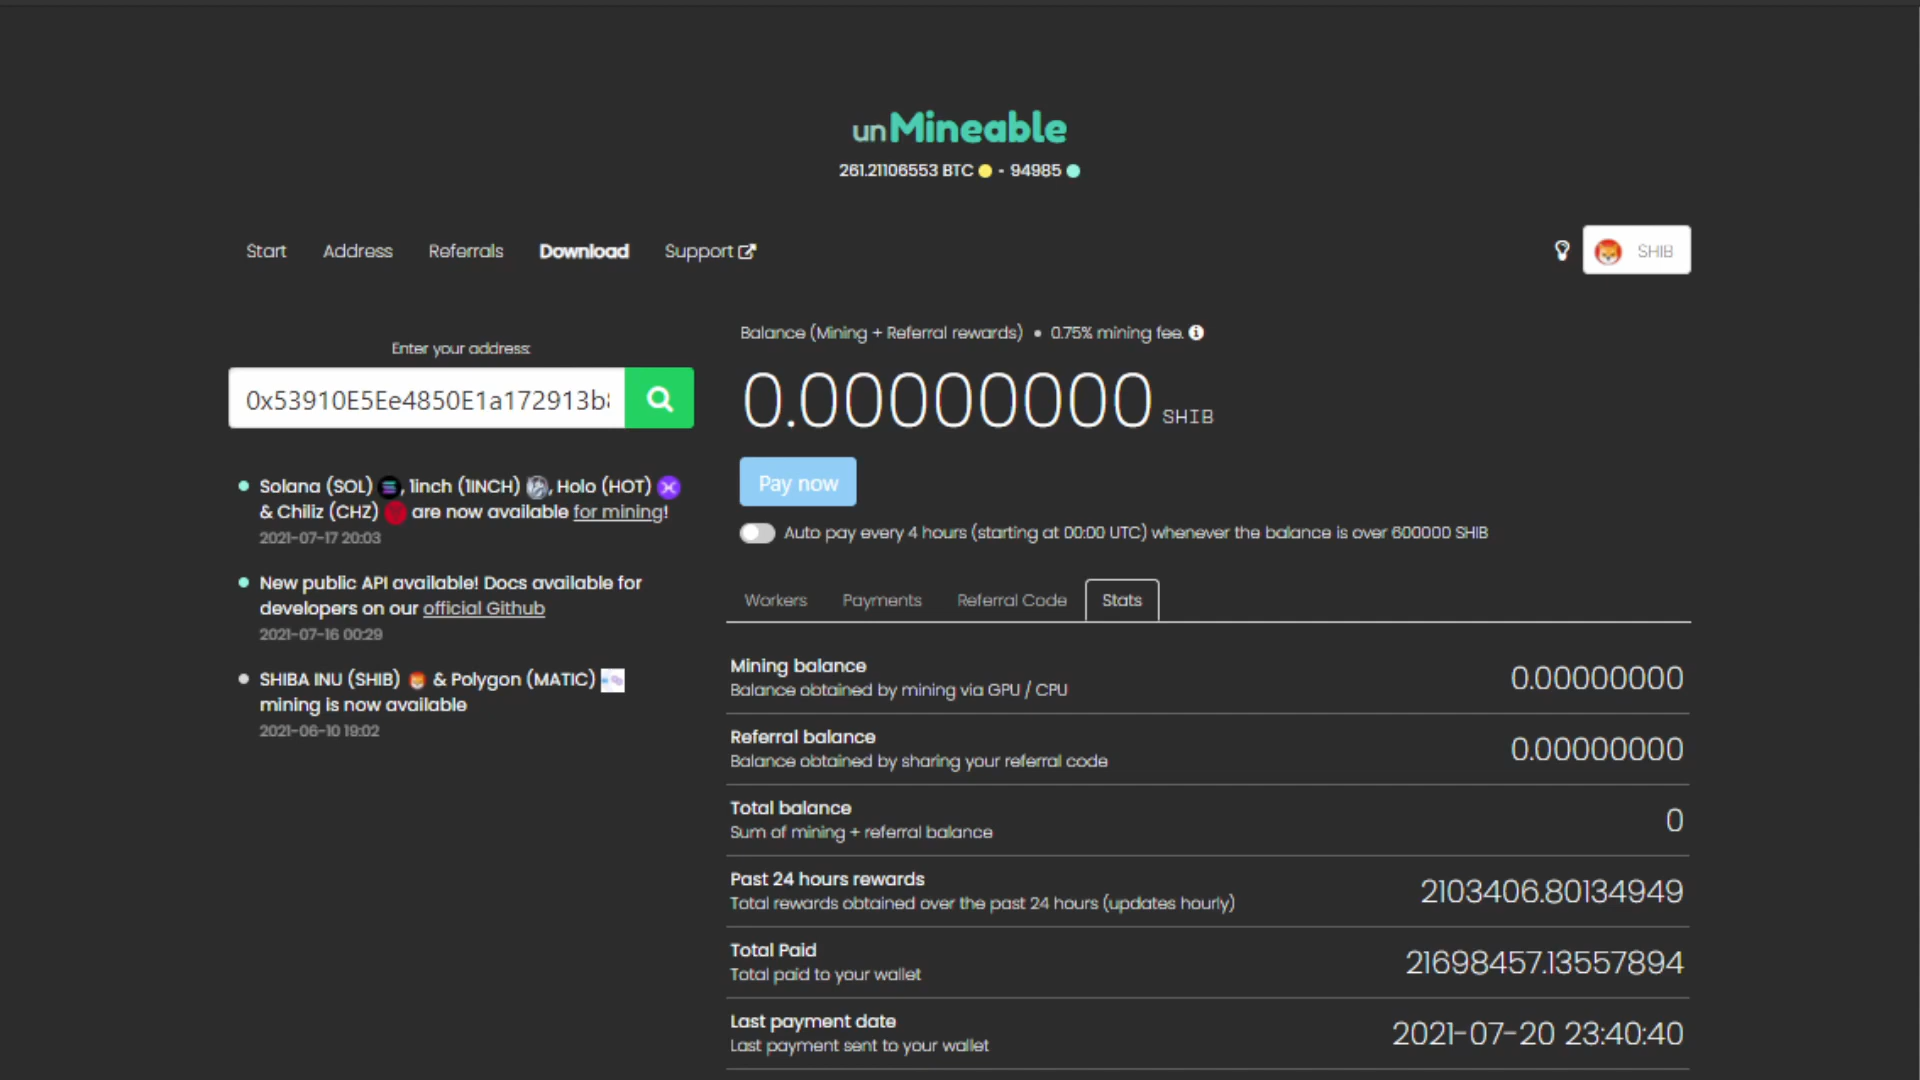 unMineable
261.21106553 BTC - 94985
Start Address Referrals Download Support
SHIB
Enter your address:
0x53910E5Ee4850E1a172913b
Solana (SOL), 1inch (1INCH), Holo (HOT)
& Chiliz (CHZ) are now available for mining!
2021-07-17 20:03
New public API available! Docs available for
developers on our official Github
2021-07-16 00:29
SHIBA INU (SHIB) & Polygon (MATIC)
mining is now available
2021-06-10 19:02
Balance (Mining + Referral rewards) • 0.75% mining fee.
0.00000000 SHIB
Pay now
Auto pay every 4 hours (starting at 00:00 UTC) whenever the balance is over 600000 SHIB
Workers Payments Referral Code Stats
Mining balance
Balance obtained by mining via GPU / CPU
0.00000000
Referral balance
Balance obtained by sharing your referral code
0.00000000
Total balance
Sum of mining + referral balance
0
Past 24 hours rewards
Total rewards obtained over the past 24 hours (updates hourly)
2103406.80134949
Total Paid
Total paid to your wallet
21698457.13557894
Last payment date
Last payment sent to your wallet
2021-07-20 23:40:40